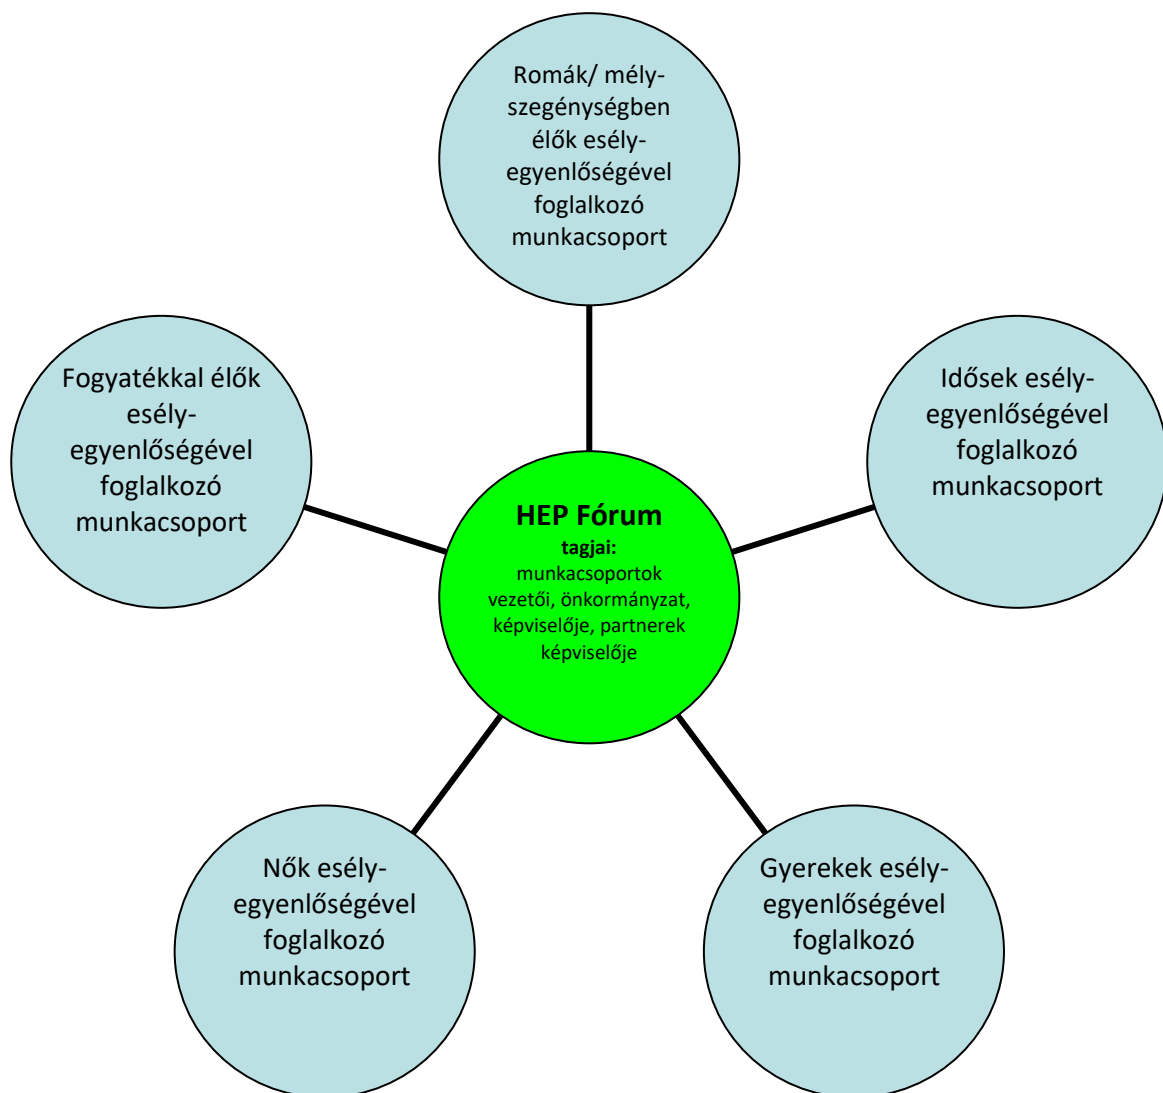 Romák/ mély-
szegénységben
élők esély-
egyenlőségével
foglalkozó
munkacsoport
Fogyatékkal élők
esély-
egyenlőségével
foglalkozó
munkacsoport
Idősek esély-
egyenlőségével
foglalkozó
munkacsoport
HEP Fórum
tagjai:
munkacsoportok
vezetői, önkormányzat,
képviselője, partnerek
képviselője
Nők esély-
egyenlőségével
foglalkozó
munkacsoport
Gyerekek esély-
egyenlőségével
foglalkozó
munkacsoport